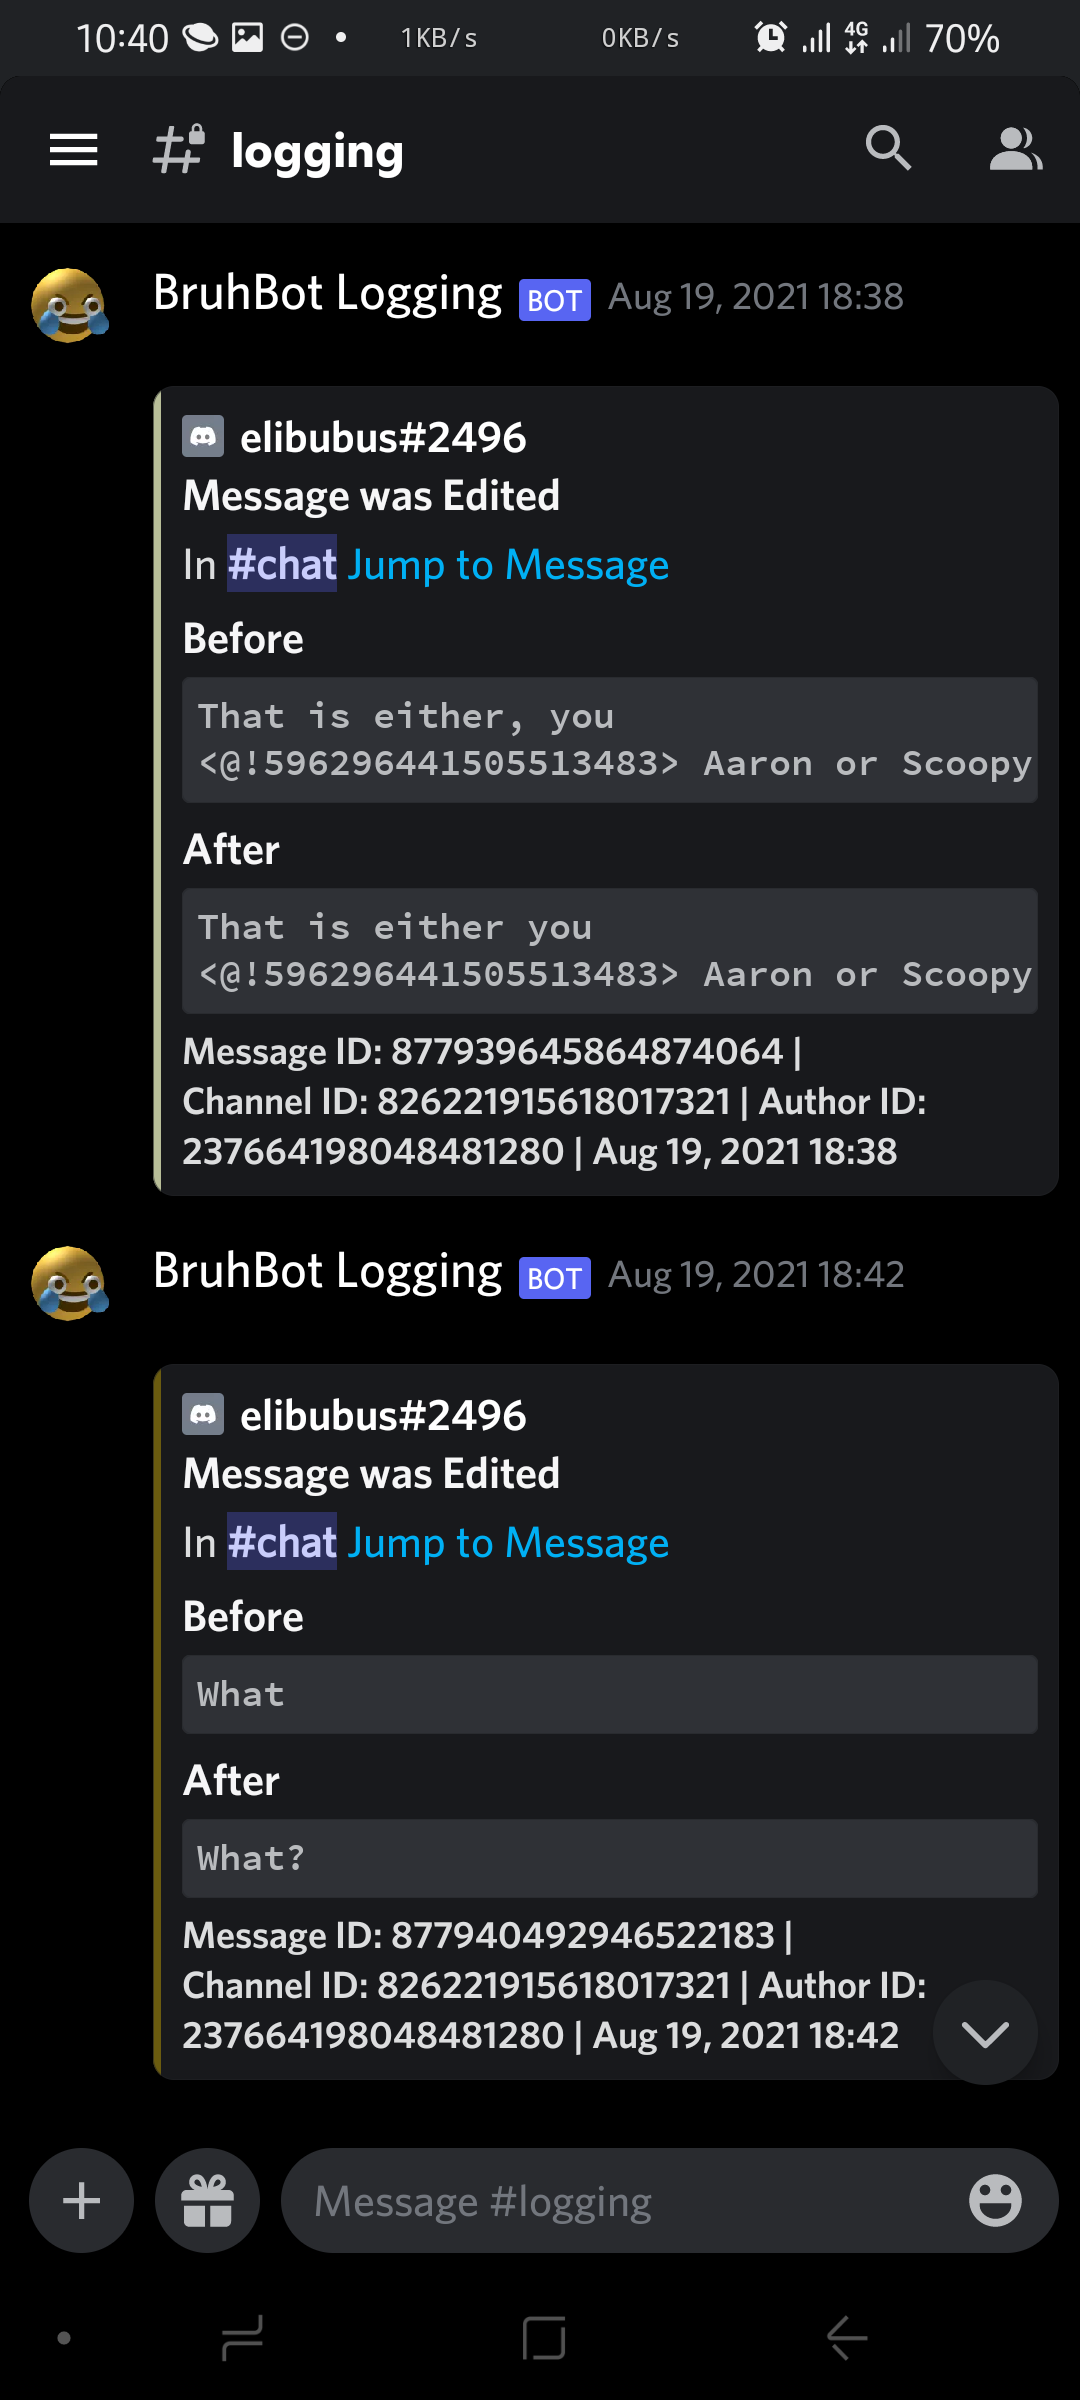 10:40 1KB/s 0KB/s 4G 70%
# logging
BruhBot Logging BOT Aug 19, 2021 18:38
elibubus#2496
Message was Edited
In #chat Jump to Message
Before
That is either, you
<@!596296441505513483> Aaron or Scoopy
After
That is either you
<@!596296441505513483> Aaron or Scoopy
Message ID: 877939645864874064 |
Channel ID: 826221915618017321 | Author ID:
237664198048481280 | Aug 19, 2021 18:38
BruhBot Logging BOT Aug 19, 2021 18:42
elibubus#2496
Message was Edited
In #chat Jump to Message
Before
What
After
What?
Message ID: 877940492946522183 |
Channel ID: 826221915618017321 | Author ID:
237664198048481280 | Aug 19, 2021 18:42
Message #logging